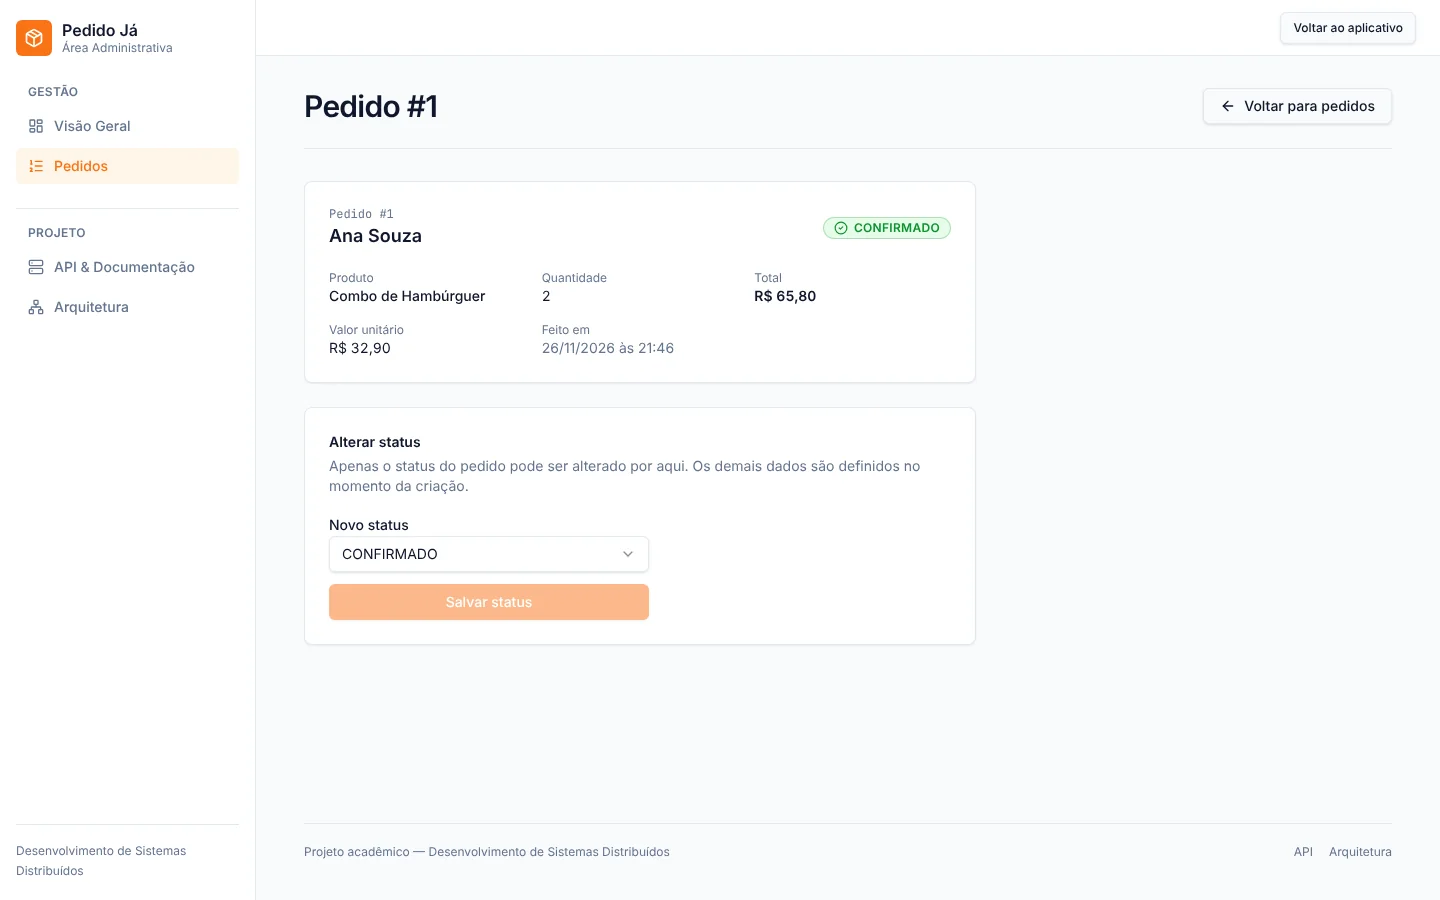 Pedido Já
Área Administrativa
GESTÃO
Visão Geral
Pedidos
PROJETO
API & Documentação
Arquitetura
Desenvolvimento de Sistemas
Distribuídos
Voltar ao aplicativo
Pedido #1
Voltar para pedidos
Pedido #1
Ana Souza
CONFIRMADO
Produto
Combo de Hambúrguer
Quantidade
2
Total
R$ 65,80
Valor unitário
R$ 32,90
Feito em
26/11/2026 às 21:46
Alterar status
Apenas o status do pedido pode ser alterado por aqui. Os demais dados são definidos no
momento da criação.
Novo status
CONFIRMADO
Salvar status
Projeto acadêmico — Desenvolvimento de Sistemas Distribuídos
API
Arquitetura